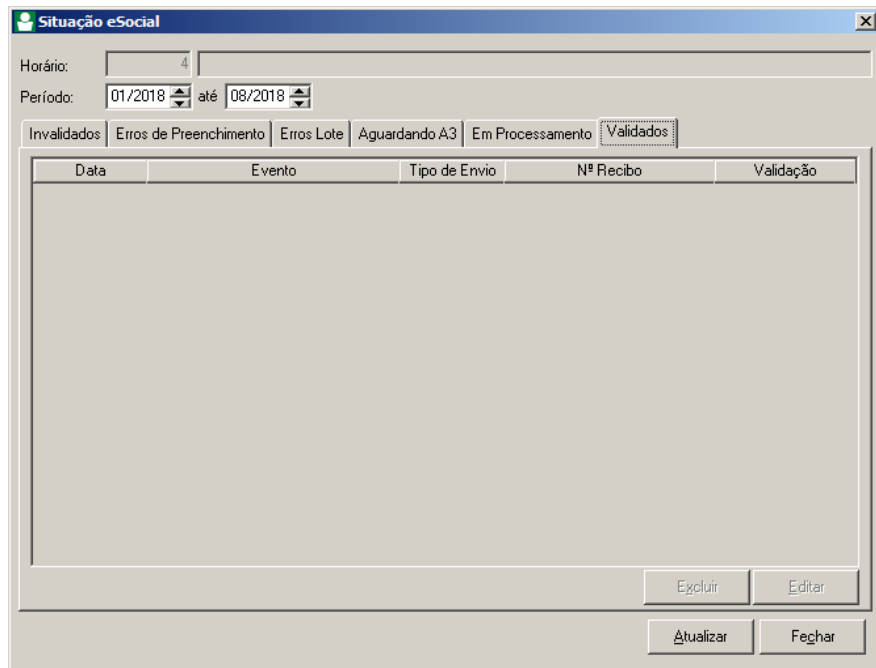 Situação eSocial
Horário: 4
Período: 01/2018 até 08/2018
Invalidados Erros de Preenchimento Erros Lote Aguardando A3 Em Processamento Validados
Data Evento Tipo de Envio Nº Recibo Validação
Excluir Editar
Atualizar Fechar